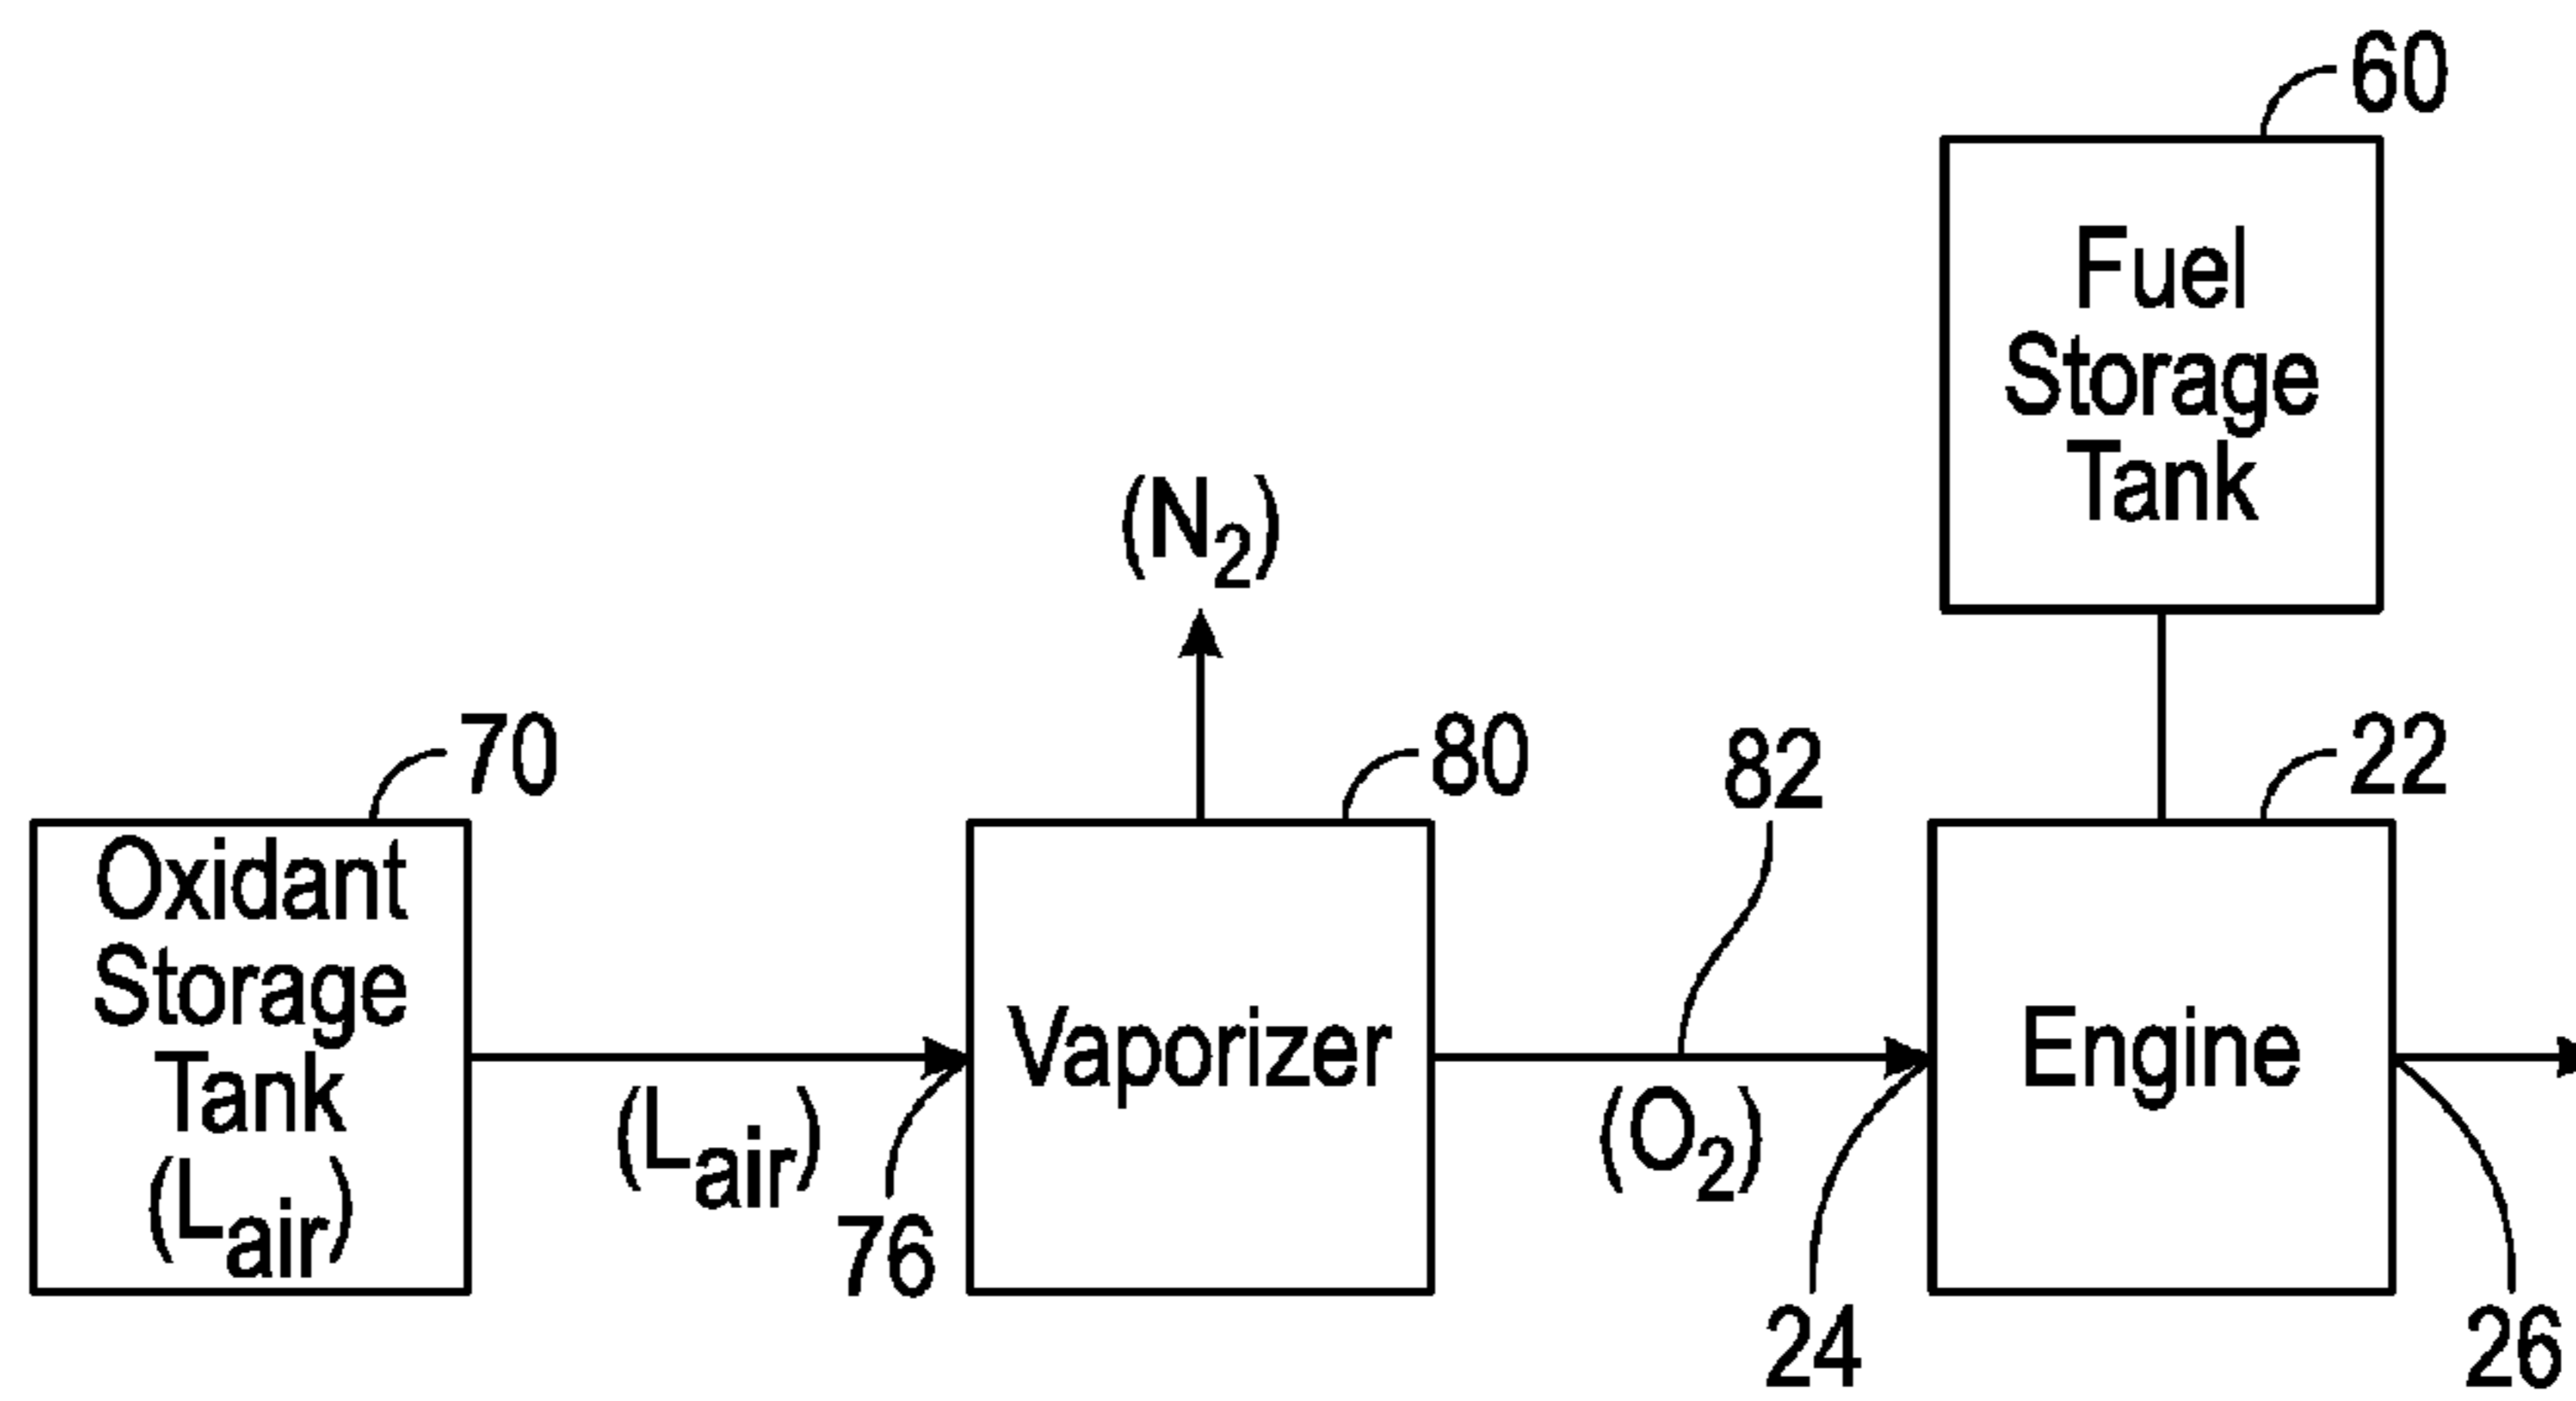 60
Fuel
Storage
Tank
(N2)
70
80
82
22
Oxidant
Storage
Tank
(Lair)
(Lair)
76
Vaporizer
(O2)
Engine
24
26